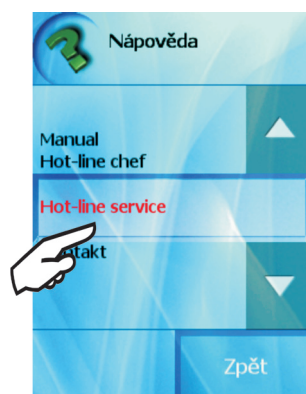 Nápověda
Manual
Hot-line chef
Hot-line service
Zpět